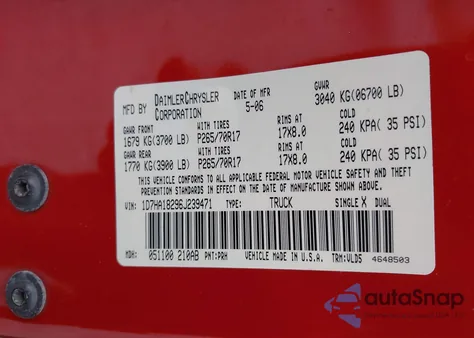 MFD BY DAIMLERCHRYSLER CORPORATION DATE OF MFR 5-06 GVWR 3040 KG(06700 LB)
GAWR FRONT WITH TIRES RIMS AT COLD
1679 KG(3700 LB) P265/70R17 17X8.0 240 KPA( 35 PSI)
GAWR REAR WITH TIRES RIMS AT COLD
1770 KG(3900 LB) P265/70R17 17X8.0 240 KPA( 35 PSI)
THIS VEHICLE CONFORMS TO ALL APPLICABLE FEDERAL MOTOR VEHICLE SAFETY AND THEFT
PREVENTION STANDARDS IN EFFECT ON THE DATE OF MANUFACTURE SHOWN ABOVE.
VIN: 1D7HA18296J239471 TYPE: TRUCK SINGLE X DUAL
MDH: 051100 210AB PNT:PRH VEHICLE MADE IN U.S.A. TRM:VLD5 4648503
autoSnap